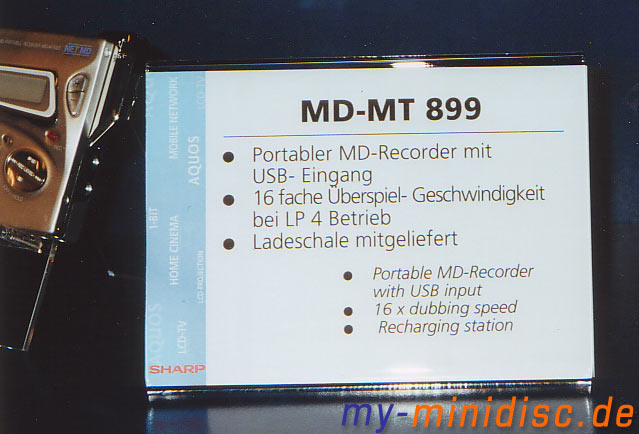 NET MD
MD-MT 899
Portabler MD-Recorder mit
USB- Eingang
16 fache Überspiel- Geschwindigkeit
bei LP 4 Betrieb
Ladeschale mitgeliefert
Portable MD-Recorder
with USB input
16 x dubbing speed
Recharging station
LCD-TV
MOBILE NETWORK
AQUOS
1-BIT
HOME CINEMA
LCD PROJECTION
AQUOS
LCD-TV
SHARP
my-minidisc.de